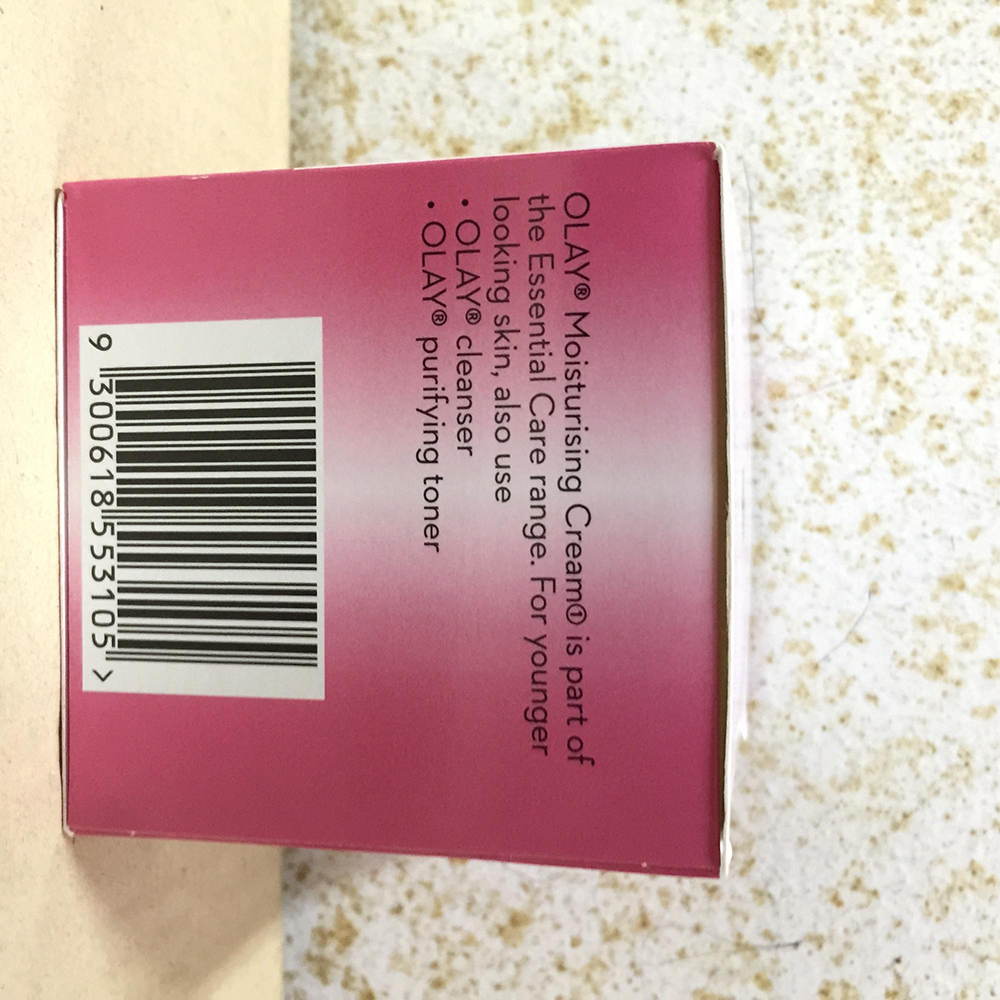 OLAY® Moisturising Cream① is part of
the Essential Care range. For younger
looking skin, also use
• OLAY® cleanser
• OLAY® purifying toner
9 300618 553105 >